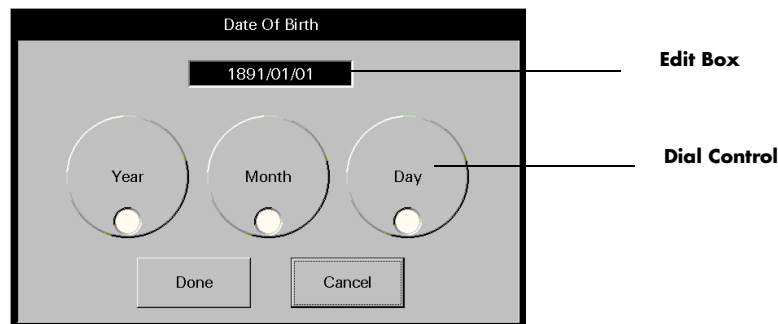 Date Of Birth
1891/01/01
Edit Box
Year
Month
Day
Dial Control
Done
Cancel